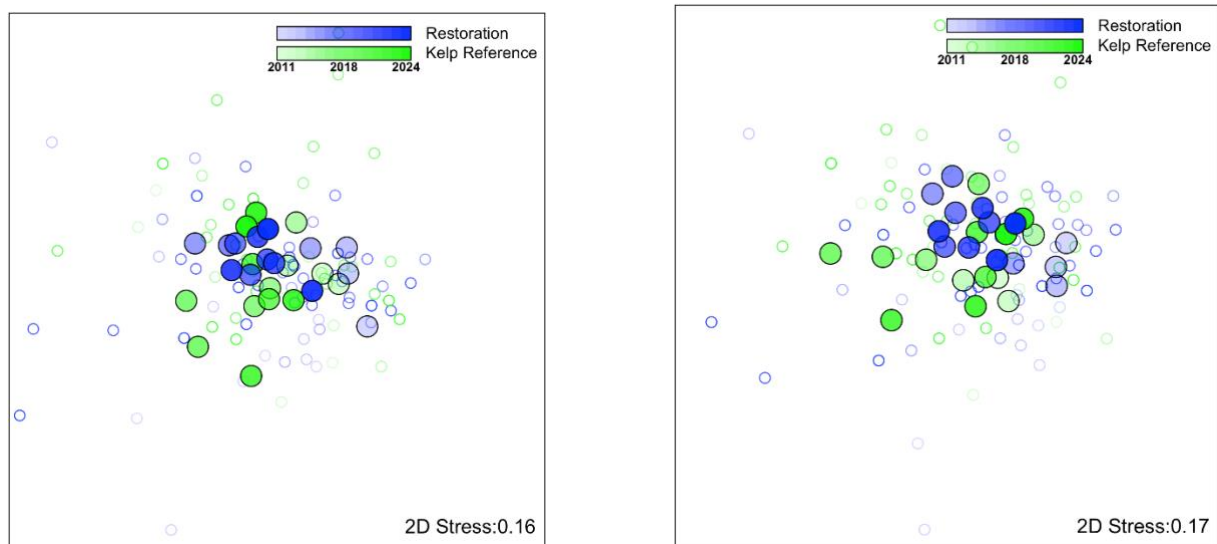 Restoration
Kelp Reference
2011 2018 2024
2D Stress:0.16
Restoration
Kelp Reference
2011 2018 2024
2D Stress:0.17